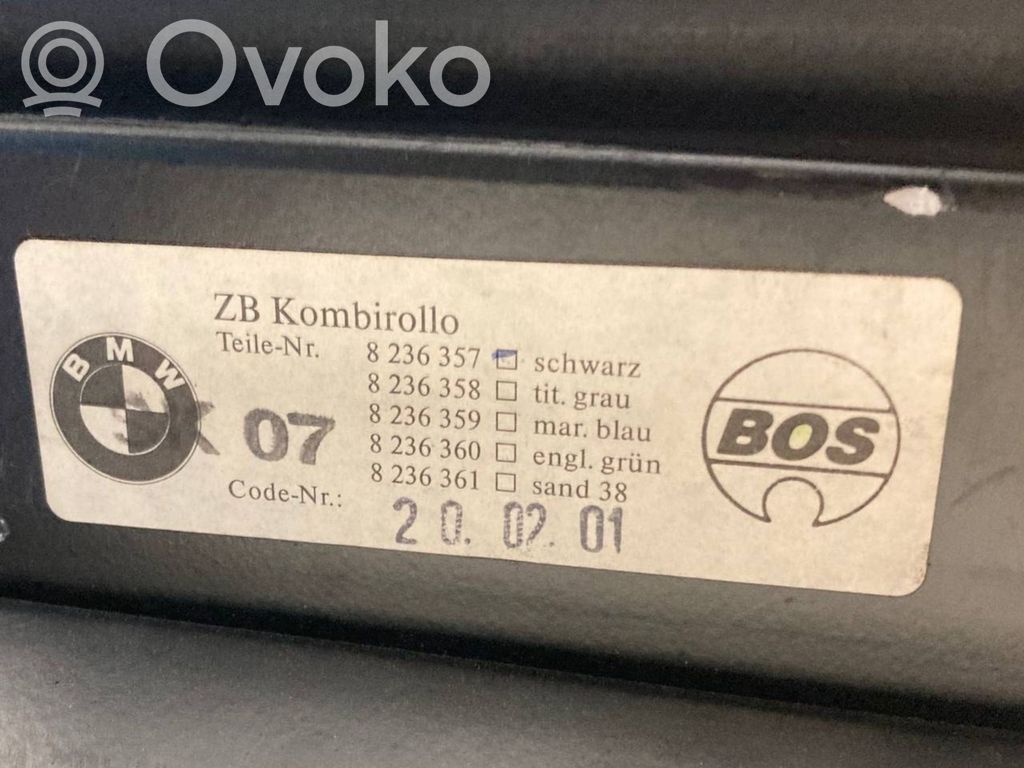 Ovoko
ZB Kombirollo
Teile-Nr. 8 236 357 schwarz
8 236 358 tit. grau
8 236 359 mar. blau
8 236 360 engl. grün
8 236 361 sand 38
BMW
07
BOS
Code-Nr.: 20.02.01